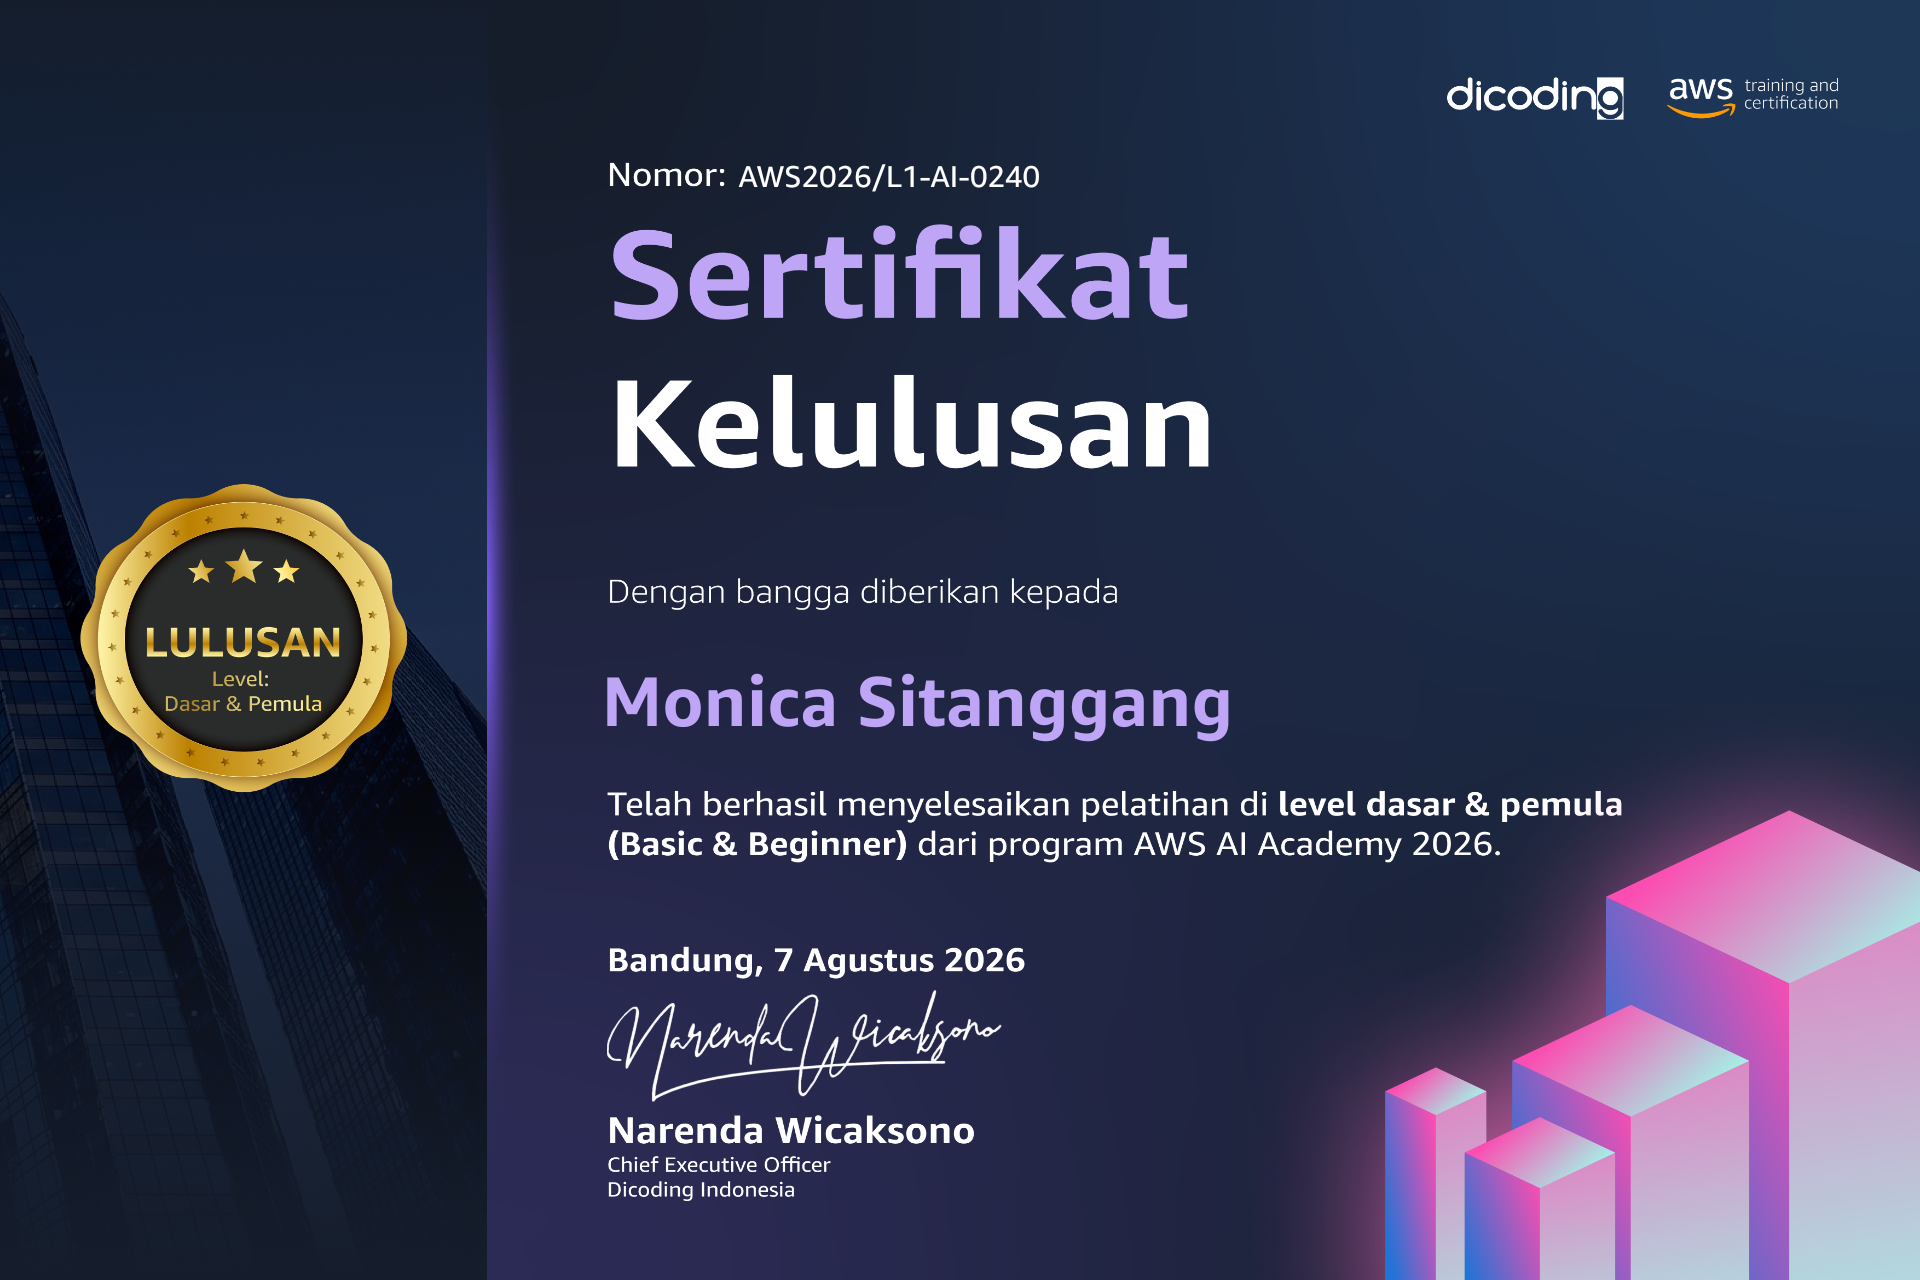 dicoding
aws training and
certification
Nomor: AWS2026/L1-AI-0240
Sertifikat
Kelulusan
Dengan bangga diberikan kepada
Monica Sitanggang
Telah berhasil menyelesaikan pelatihan di level dasar & pemula
(Basic & Beginner) dari program AWS AI Academy 2026.
Bandung, 7 Agustus 2026
Narenda Wicaksono
Narenda Wicaksono
Chief Executive Officer
Dicoding Indonesia
LULUSAN
Level:
Dasar & Pemula